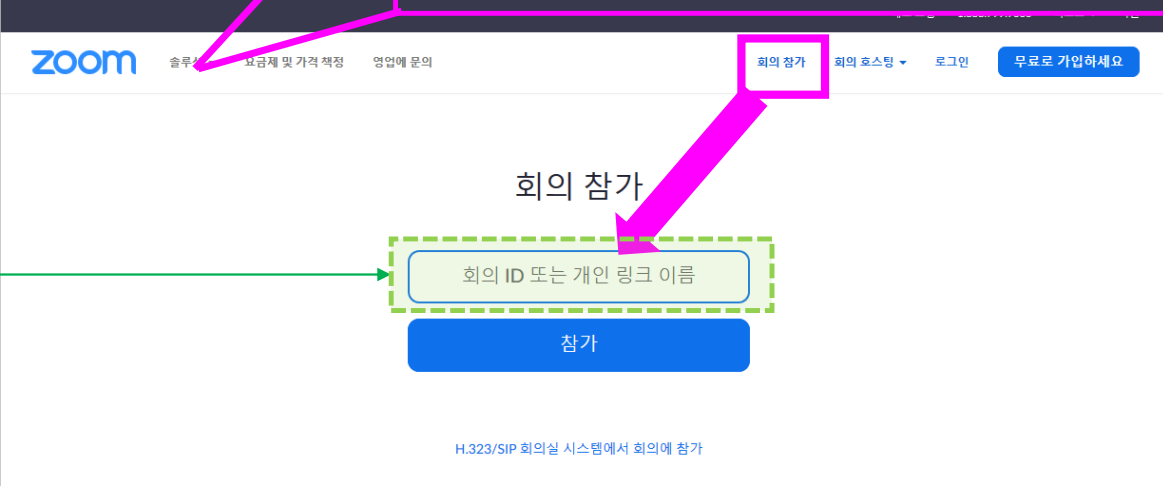 zoom
솔루
요금제 및 가격 책정
영업에 문의
회의 참가
회의 호스팅
로그인
무료로 가입하세요
회의 참가
회의 ID 또는 개인 링크 이름
참가
H.323/SIP 회의실 시스템에서 회의에 참가